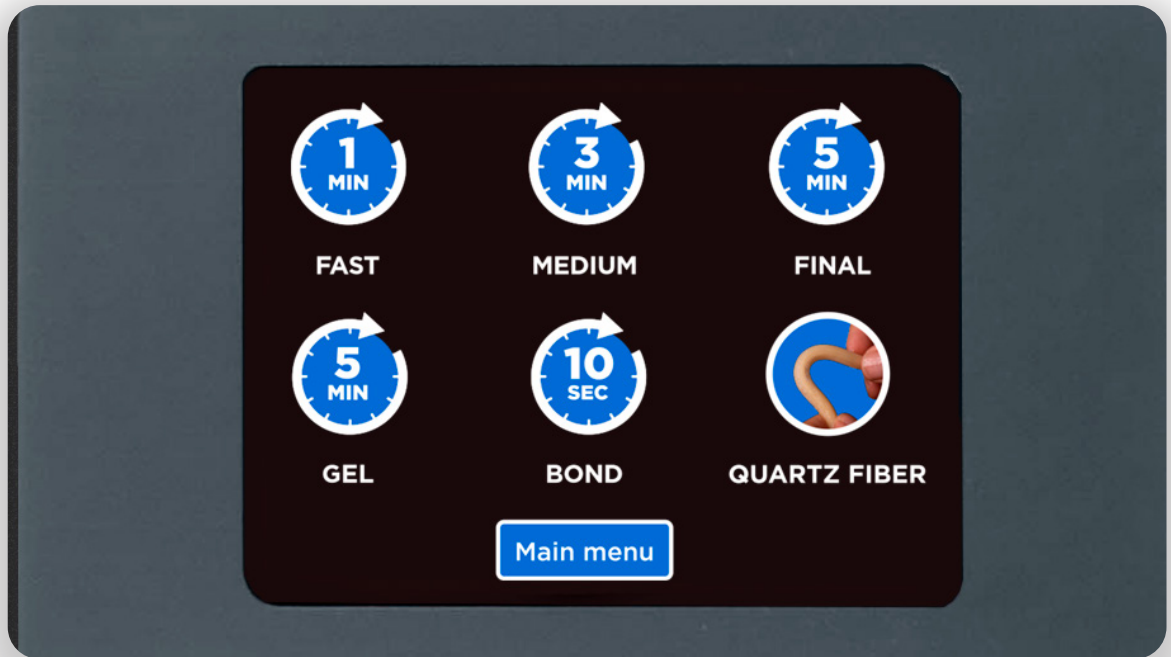 1
MIN
3
MIN
5
MIN
FAST
MEDIUM
FINAL
5
MIN
10
SEC
GEL
BOND
QUARTZ FIBER
Main menu